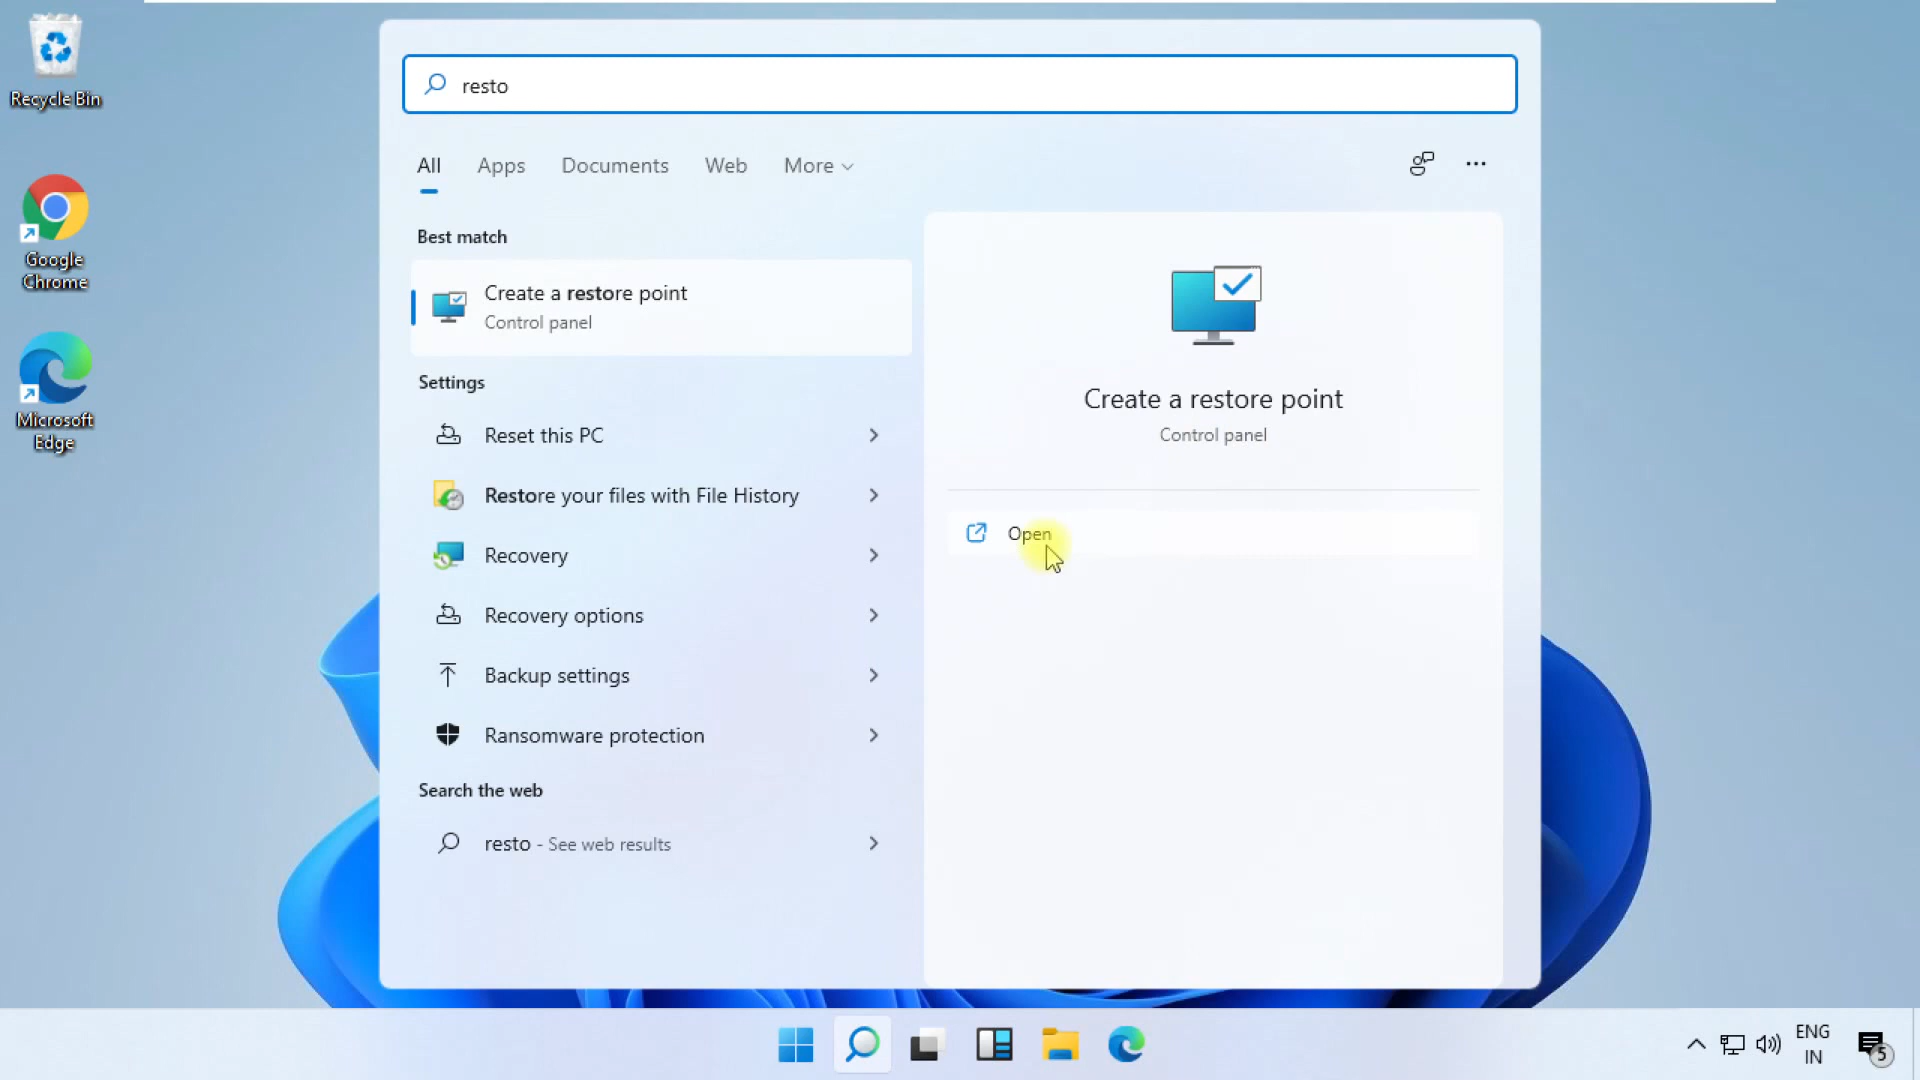 Recycle Bin
Google
Chrome
Microsoft
Edge
resto
All Apps Documents Web More
Best match
Create a restore point
Control panel
Settings
Reset this PC
Restore your files with File History
Recovery
Recovery options
Backup settings
Ransomware protection
Search the web
resto - See web results
Create a restore point
Control panel
Open
ENG
IN
5